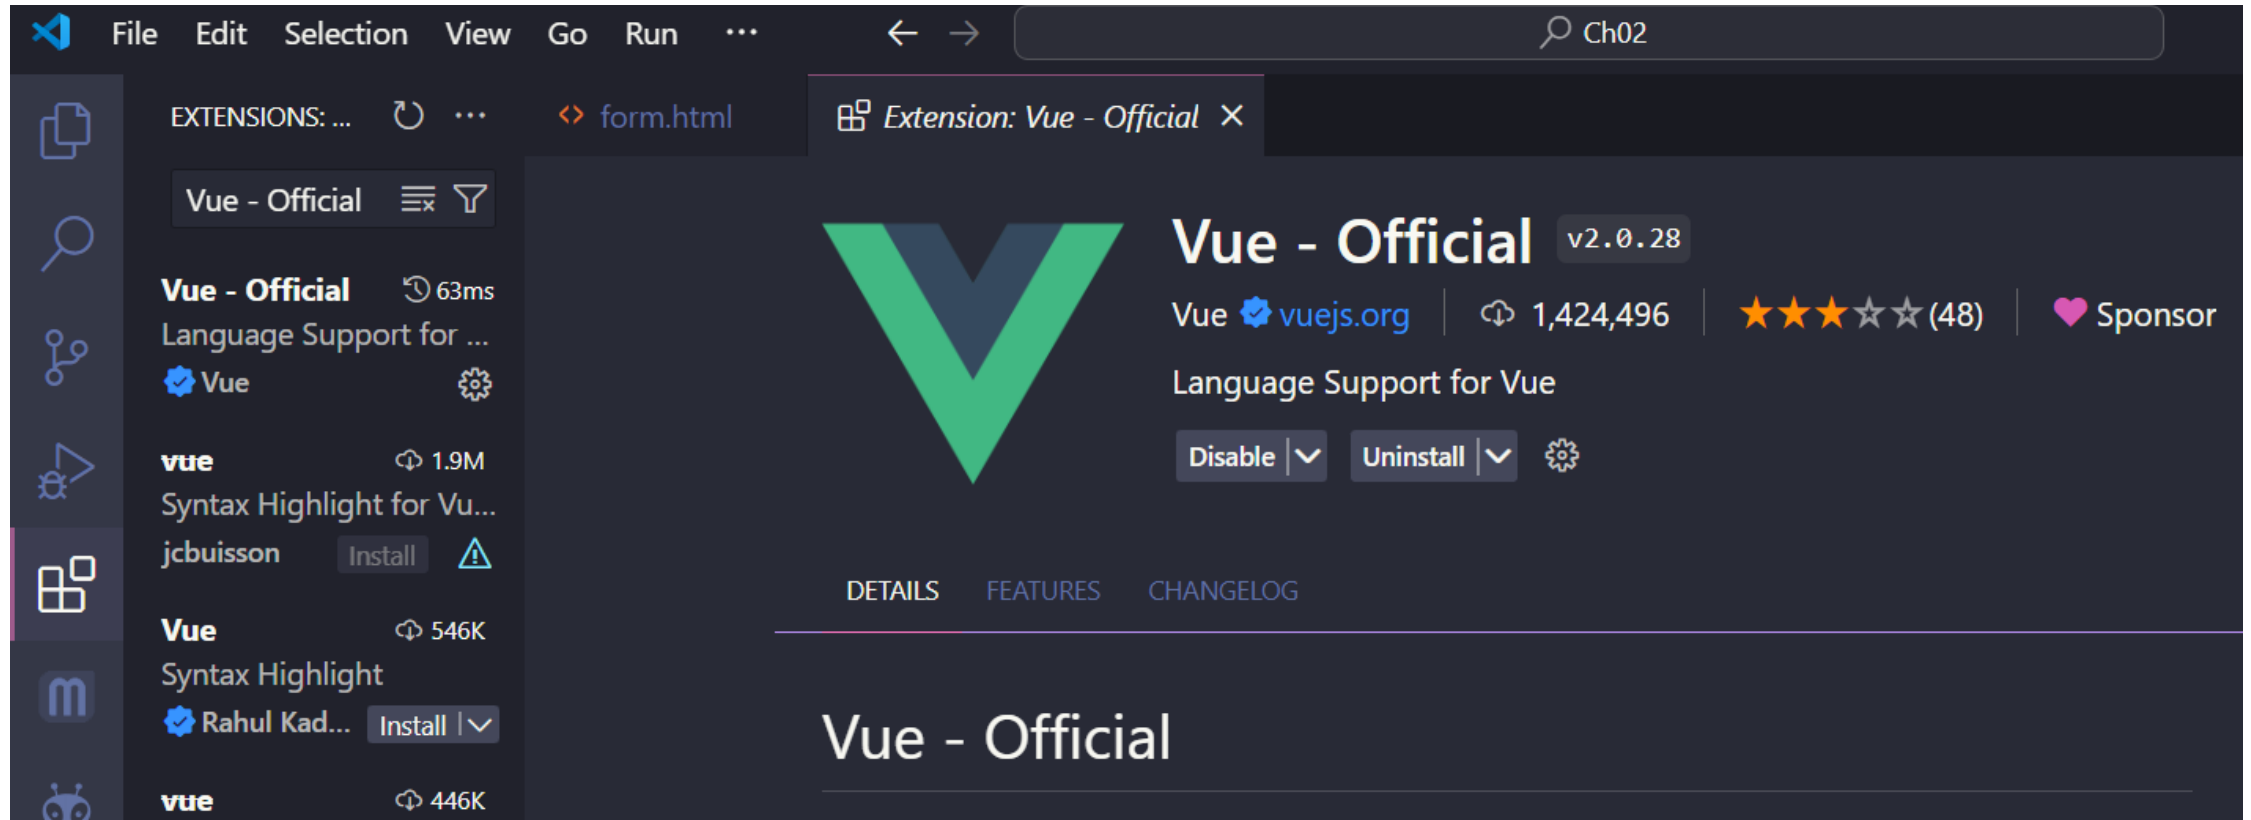 File Edit Selection View Go Run ··· Ch02
EXTENSIONS: ... ···
form.html
Extension: Vue - Official
Vue - Official
Vue - Official 63ms
Language Support for ...
Vue
vue 1.9M
Syntax Highlight for Vu...
jcbuisson Install
Vue 546K
Syntax Highlight
Rahul Kad... Install
vue 446K
Vue - Official v2.0.28
Vue vuejs.org 1,424,496 (48) Sponsor
Language Support for Vue
Disable Uninstall
DETAILS FEATURES CHANGELOG
Vue - Official